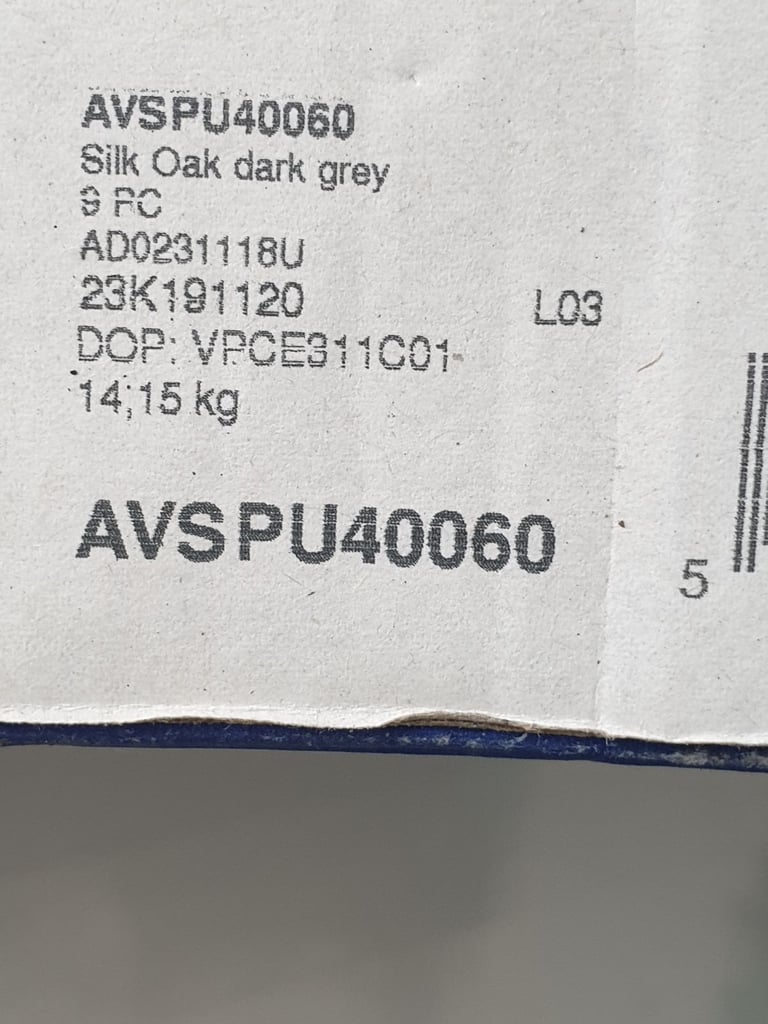 AVSPU40060
Silk Oak dark grey
9 PC
AD0231118U
23K191120 L03
DOP: VPCE311C01
14,15 kg
AVSPU40060
5